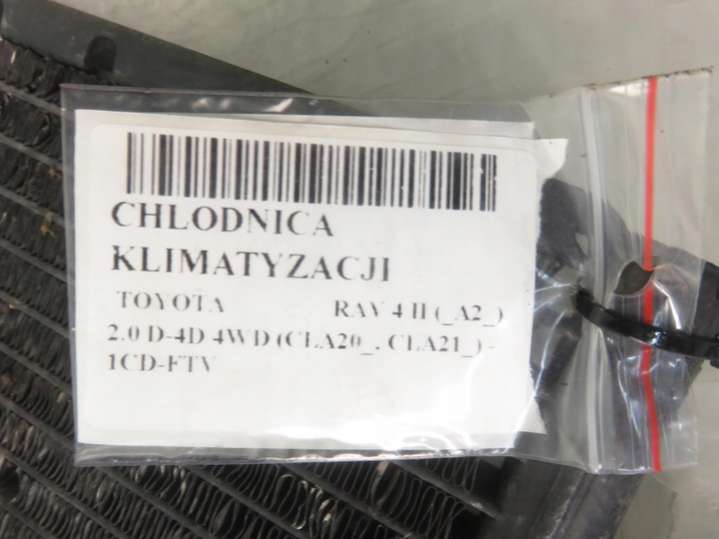 CHLODNICA
KLIMATYZACJI
TOYOTA RAV 4 II (_A2_)
2.0 D-4D 4WD (CLA20_, CLA21_) -
1CD-FTV